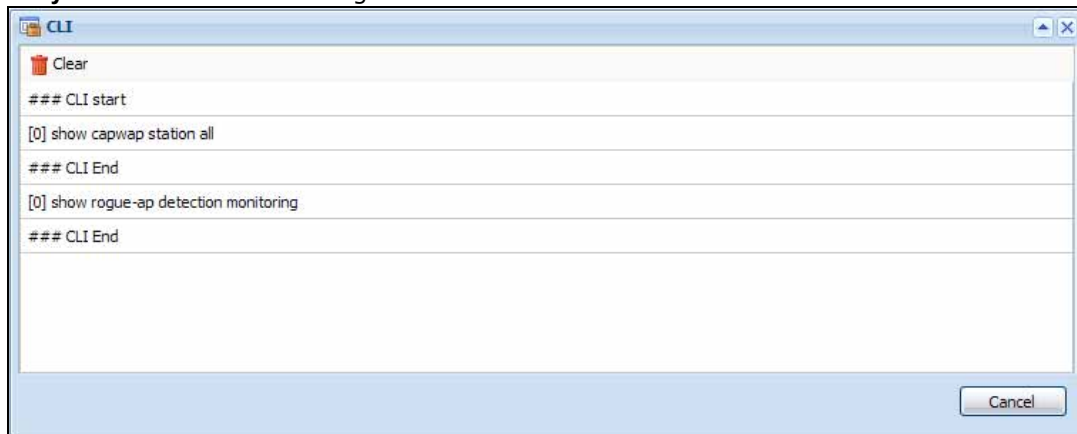 CLI
Clear
### CLI start
[0] show capwap station all
### CLI End
[0] show rogue-ap detection monitoring
### CLI End
Cancel